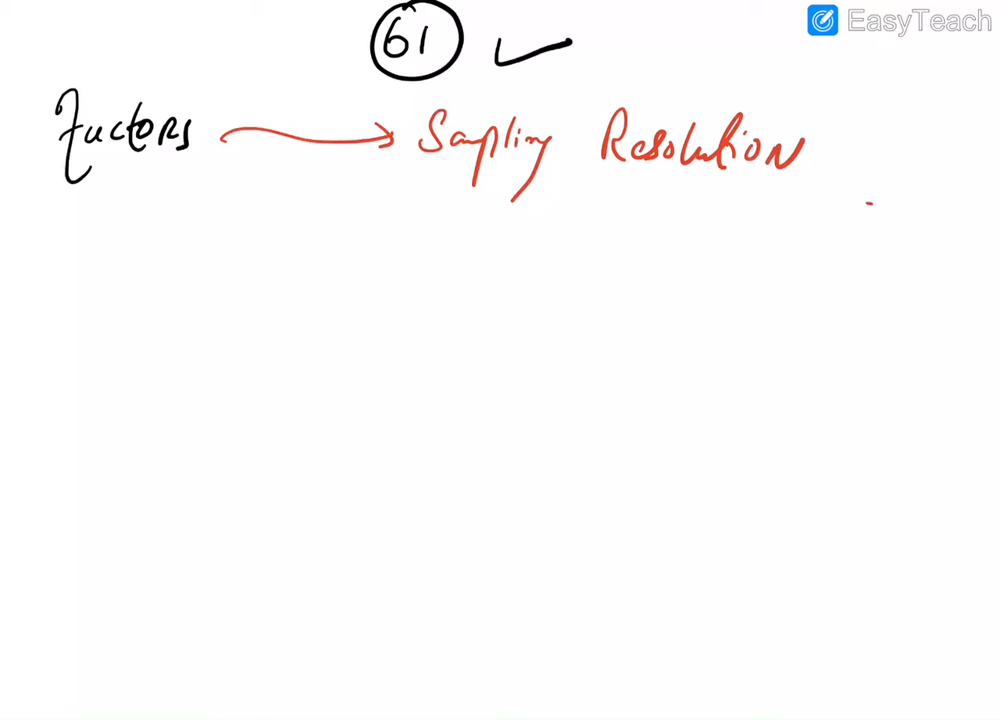 EasyTeach
61
Factors → Sampling Resolution